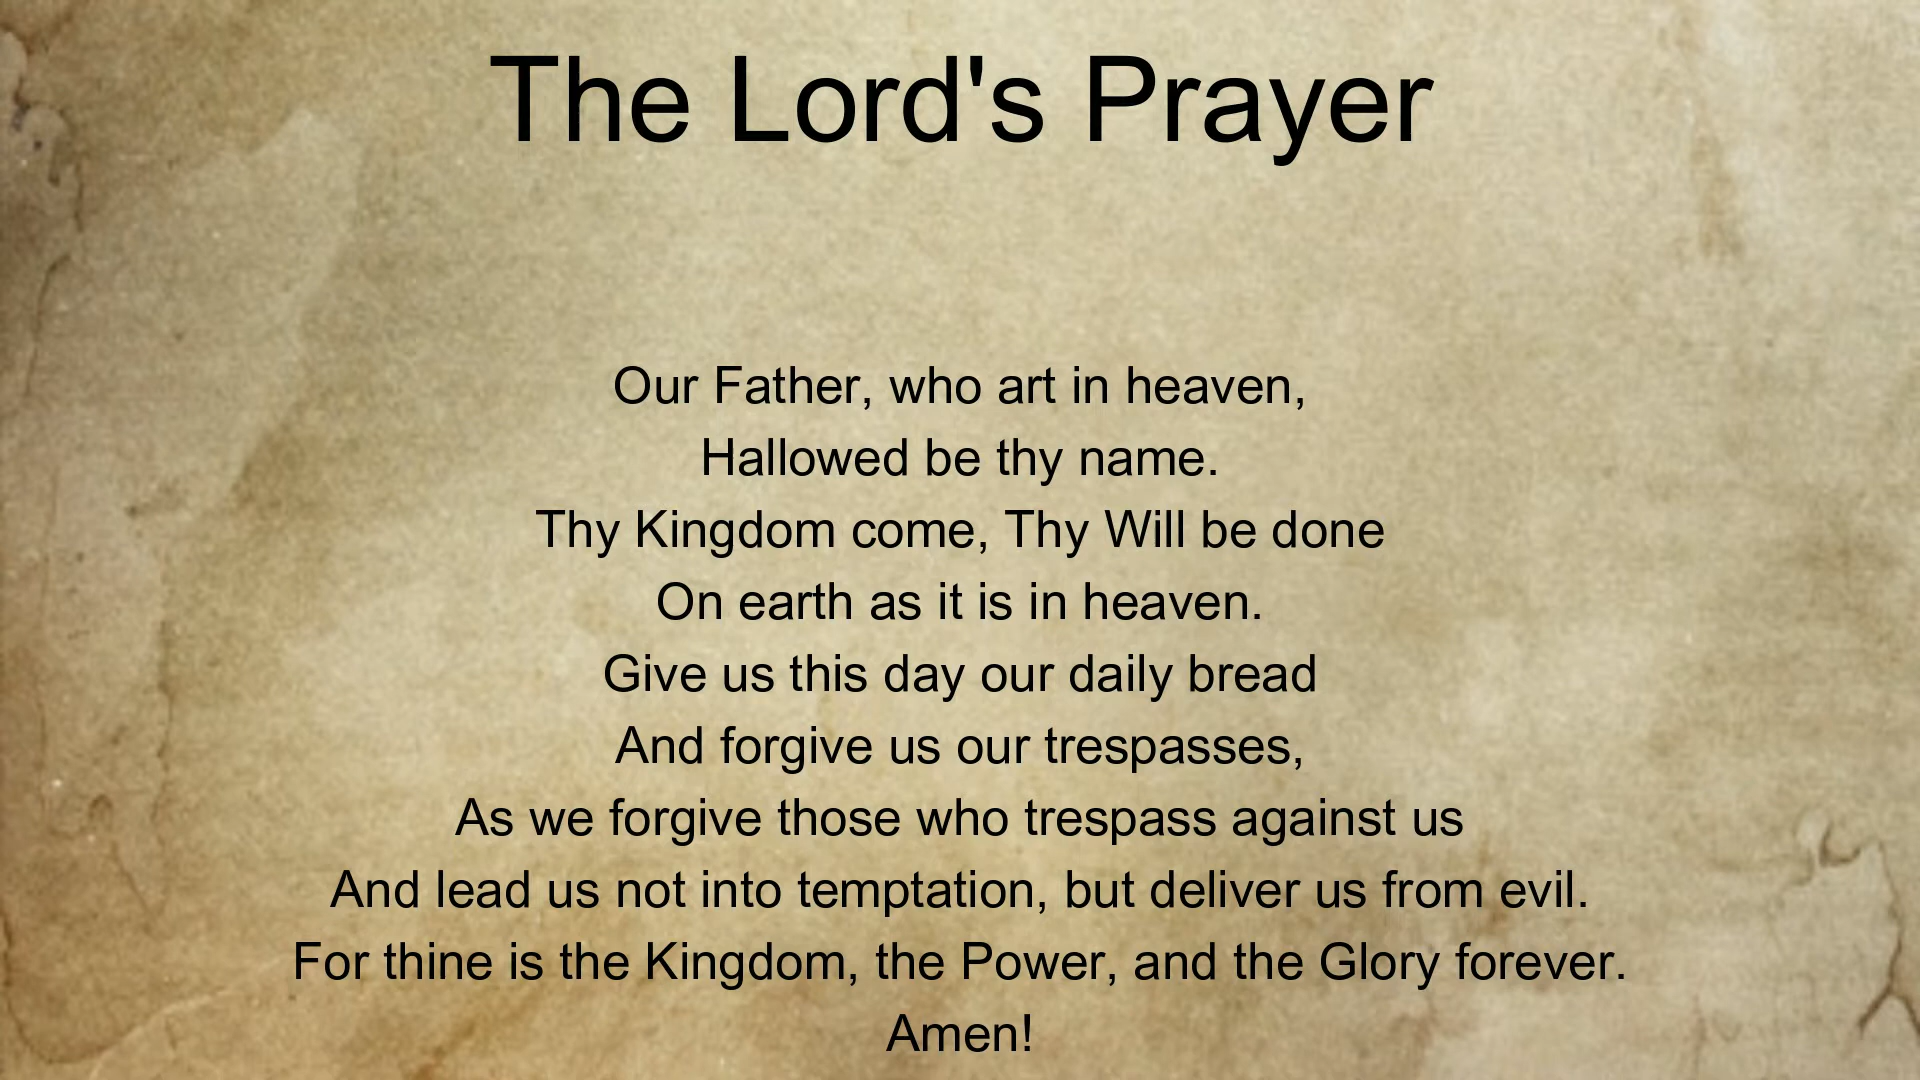 The Lord's Prayer
Our Father, who art in heaven,
Hallowed be thy name.
Thy Kingdom come, Thy Will be done
On earth as it is in heaven.
Give us this day our daily bread
And forgive us our trespasses,
As we forgive those who trespass against us
And lead us not into temptation, but deliver us from evil.
For thine is the Kingdom, the Power, and the Glory forever.
Amen!